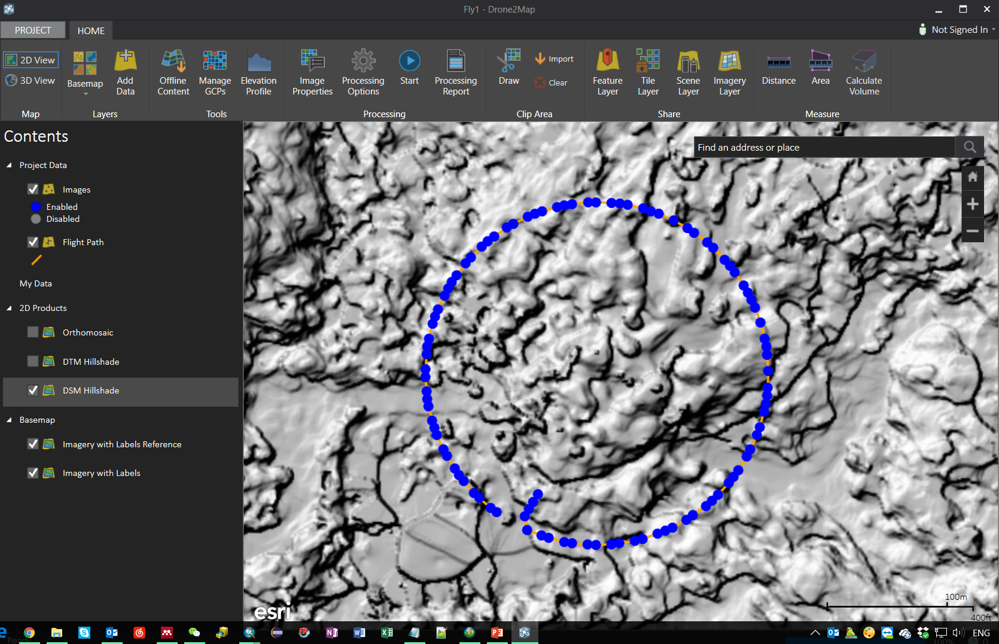 Fly1 - Drone2Map
PROJECT
HOME
Not Signed In
2D View
3D View
Map
Basemap
Add
Data
Layers
Offline
Content
Manage
GCPs
Elevation
Profile
Tools
Image
Properties
Processing
Options
Start
Processing
Report
Processing
Draw
Import
Clear
Clip Area
Feature
Layer
Tile
Layer
Scene
Layer
Imagery
Layer
Share
Distance
Area
Calculate
Volume
Measure
Contents
Project Data
Images
Enabled
Disabled
Flight Path
My Data
2D Products
Orthomosaic
DTM Hillshade
DSM Hillshade
Basemap
Imagery with Labels Reference
Imagery with Labels
Find an address or place
100m
400ft
esri
Ready
100%
ENG